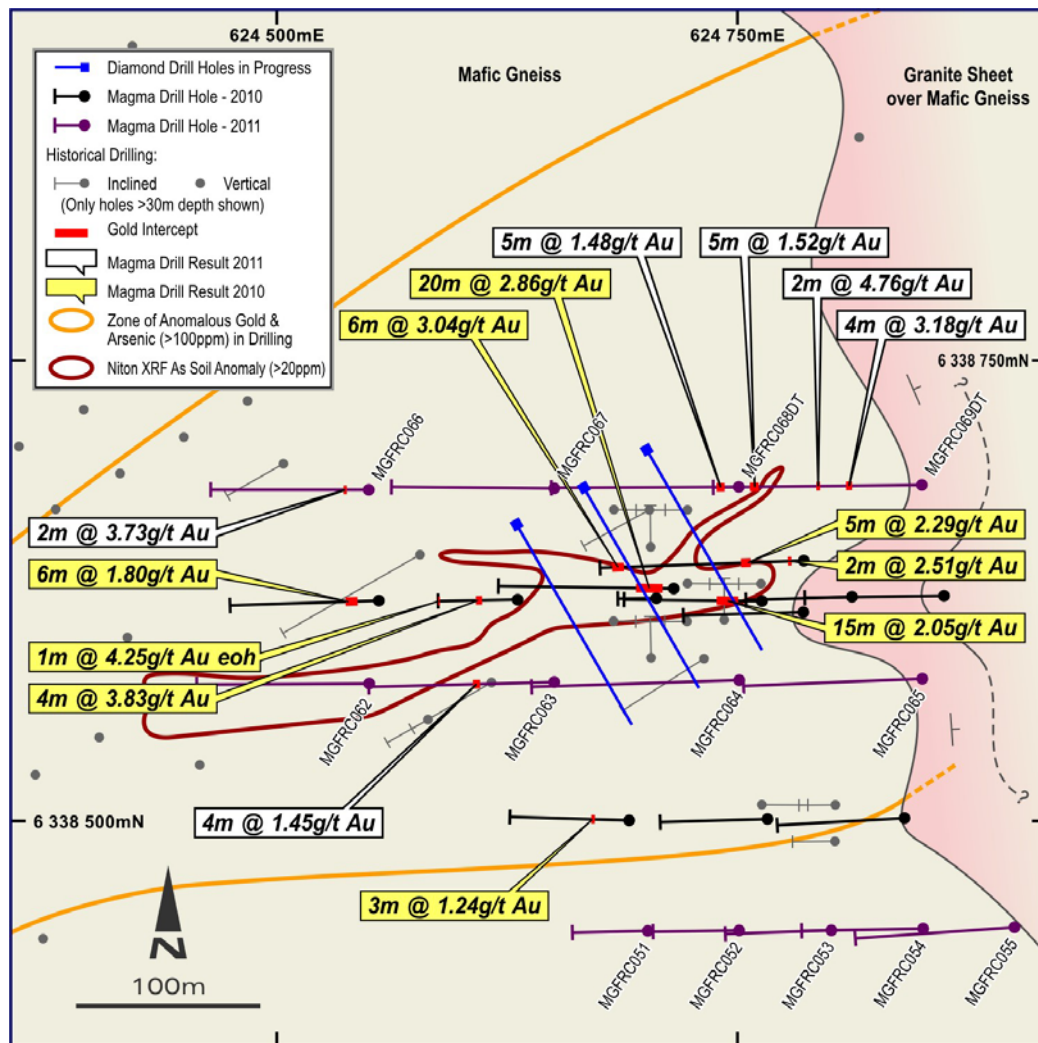 624 500mE
624 750mE
Diamond Drill Holes in Progress
Magma Drill Hole - 2010
Magma Drill Hole - 2011
Historical Drilling:
Inclined
Vertical
(Only holes >30m depth shown)
Gold Intercept
Magma Drill Result 2011
Magma Drill Result 2010
Zone of Anomalous Gold &
Arsenic (>100ppm) in Drilling
Niton XRF As Soil Anomaly (>20ppm)
Mafic Gneiss
Granite Sheet
over Mafic Gneiss
5m @ 1.48g/t Au
5m @ 1.52g/t Au
20m @ 2.86g/t Au
2m @ 4.76g/t Au
6m @ 3.04g/t Au
4m @ 3.18g/t Au
6 338 750mN
?
MGFRC066
MGFRC067
MGFRC068DT
MGFRC069DT
2m @ 3.73g/t Au
5m @ 2.29g/t Au
6m @ 1.80g/t Au
2m @ 2.51g/t Au
15m @ 2.05g/t Au
1m @ 4.25g/t Au eoh
4m @ 3.83g/t Au
MGFRC062
MGFRC063
MGFRC064
MGFRC065
?
4m @ 1.45g/t Au
6 338 500mN
3m @ 1.24g/t Au
N
100m
MGFRC051
MGFRC052
MGFRC053
MGFRC054
MGFRC055